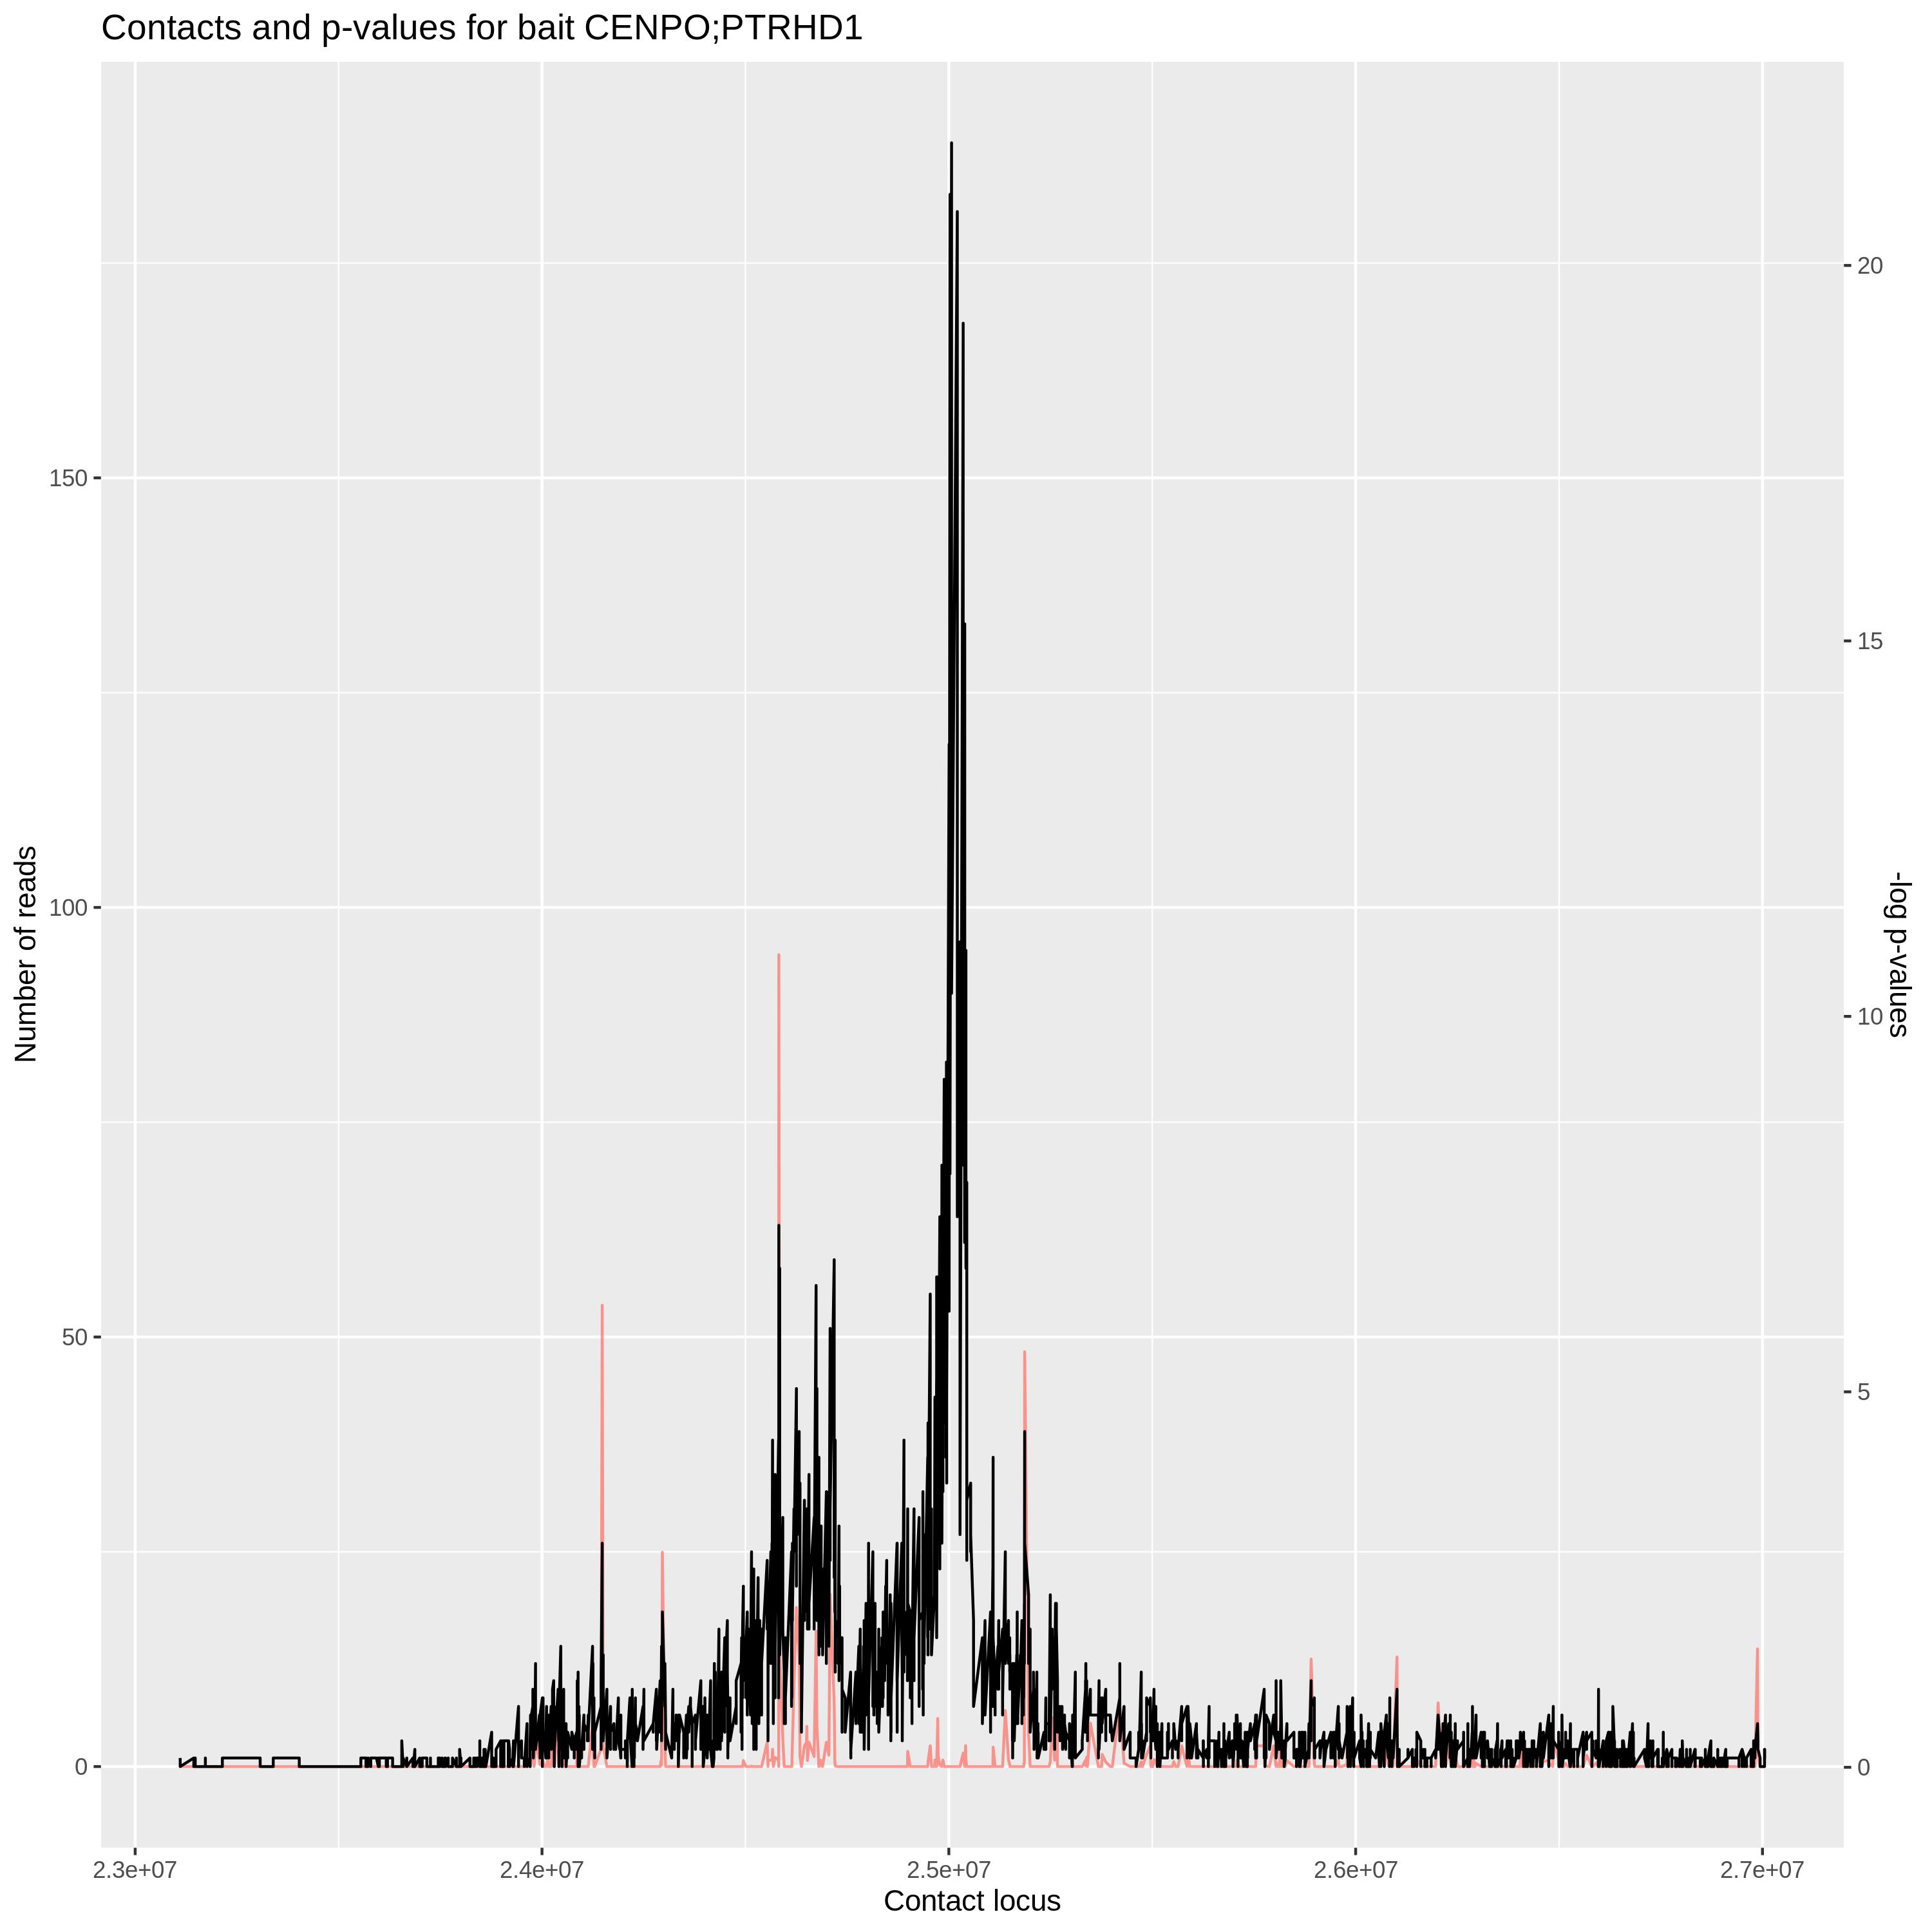 Contacts and p-values for bait CENPO;PTRHD1
Number of reads
150
100
50
0
20
15
10
5
0
-log p-values
2.3e+07
2.4e+07
2.5e+07
2.6e+07
2.7e+07
Contact locus